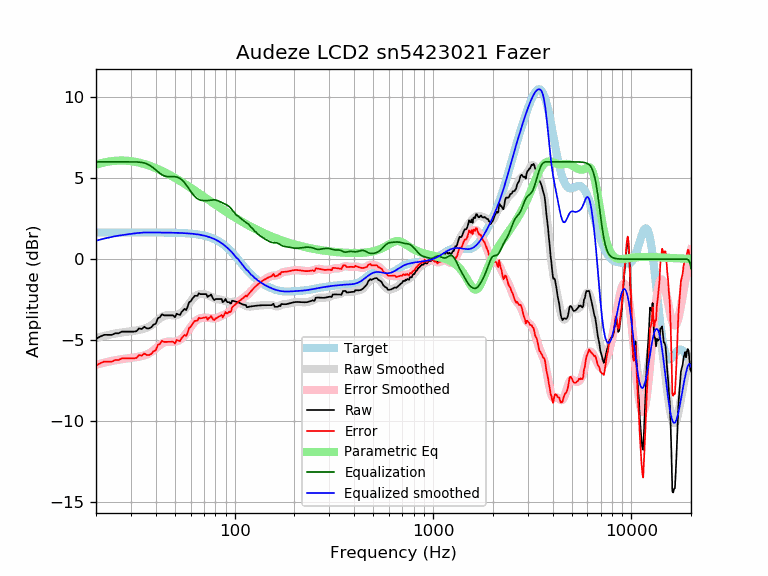 Audeze LCD2 sn5423021 Fazer
10
5
0
−5
−10
−15
Amplitude (dBr)
Target
Raw Smoothed
Error Smoothed
Raw
Error
Parametric Eq
Equalization
Equalized smoothed
100
1000
10000
Frequency (Hz)